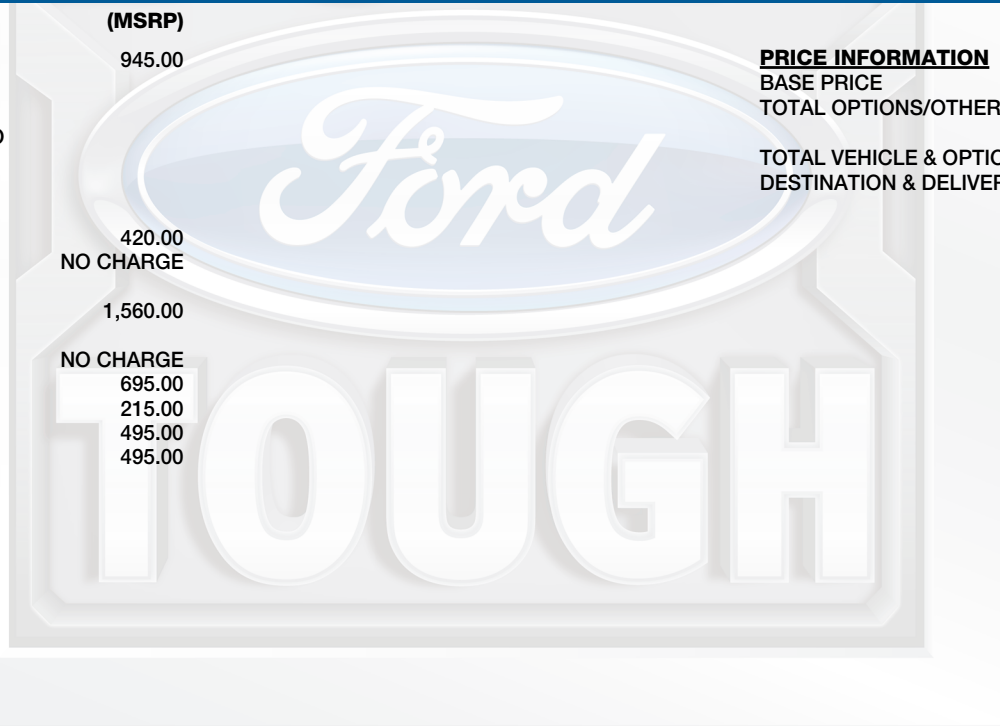 (MSRP)
945.00
420.00
NO CHARGE
1,560.00
NO CHARGE
695.00
215.00
495.00
495.00
PRICE INFORMATION
BASE PRICE
TOTAL OPTIONS/OTHER
TOTAL VEHICLE & OPTIO
DESTINATION & DELIVER
Ford
TOUGH